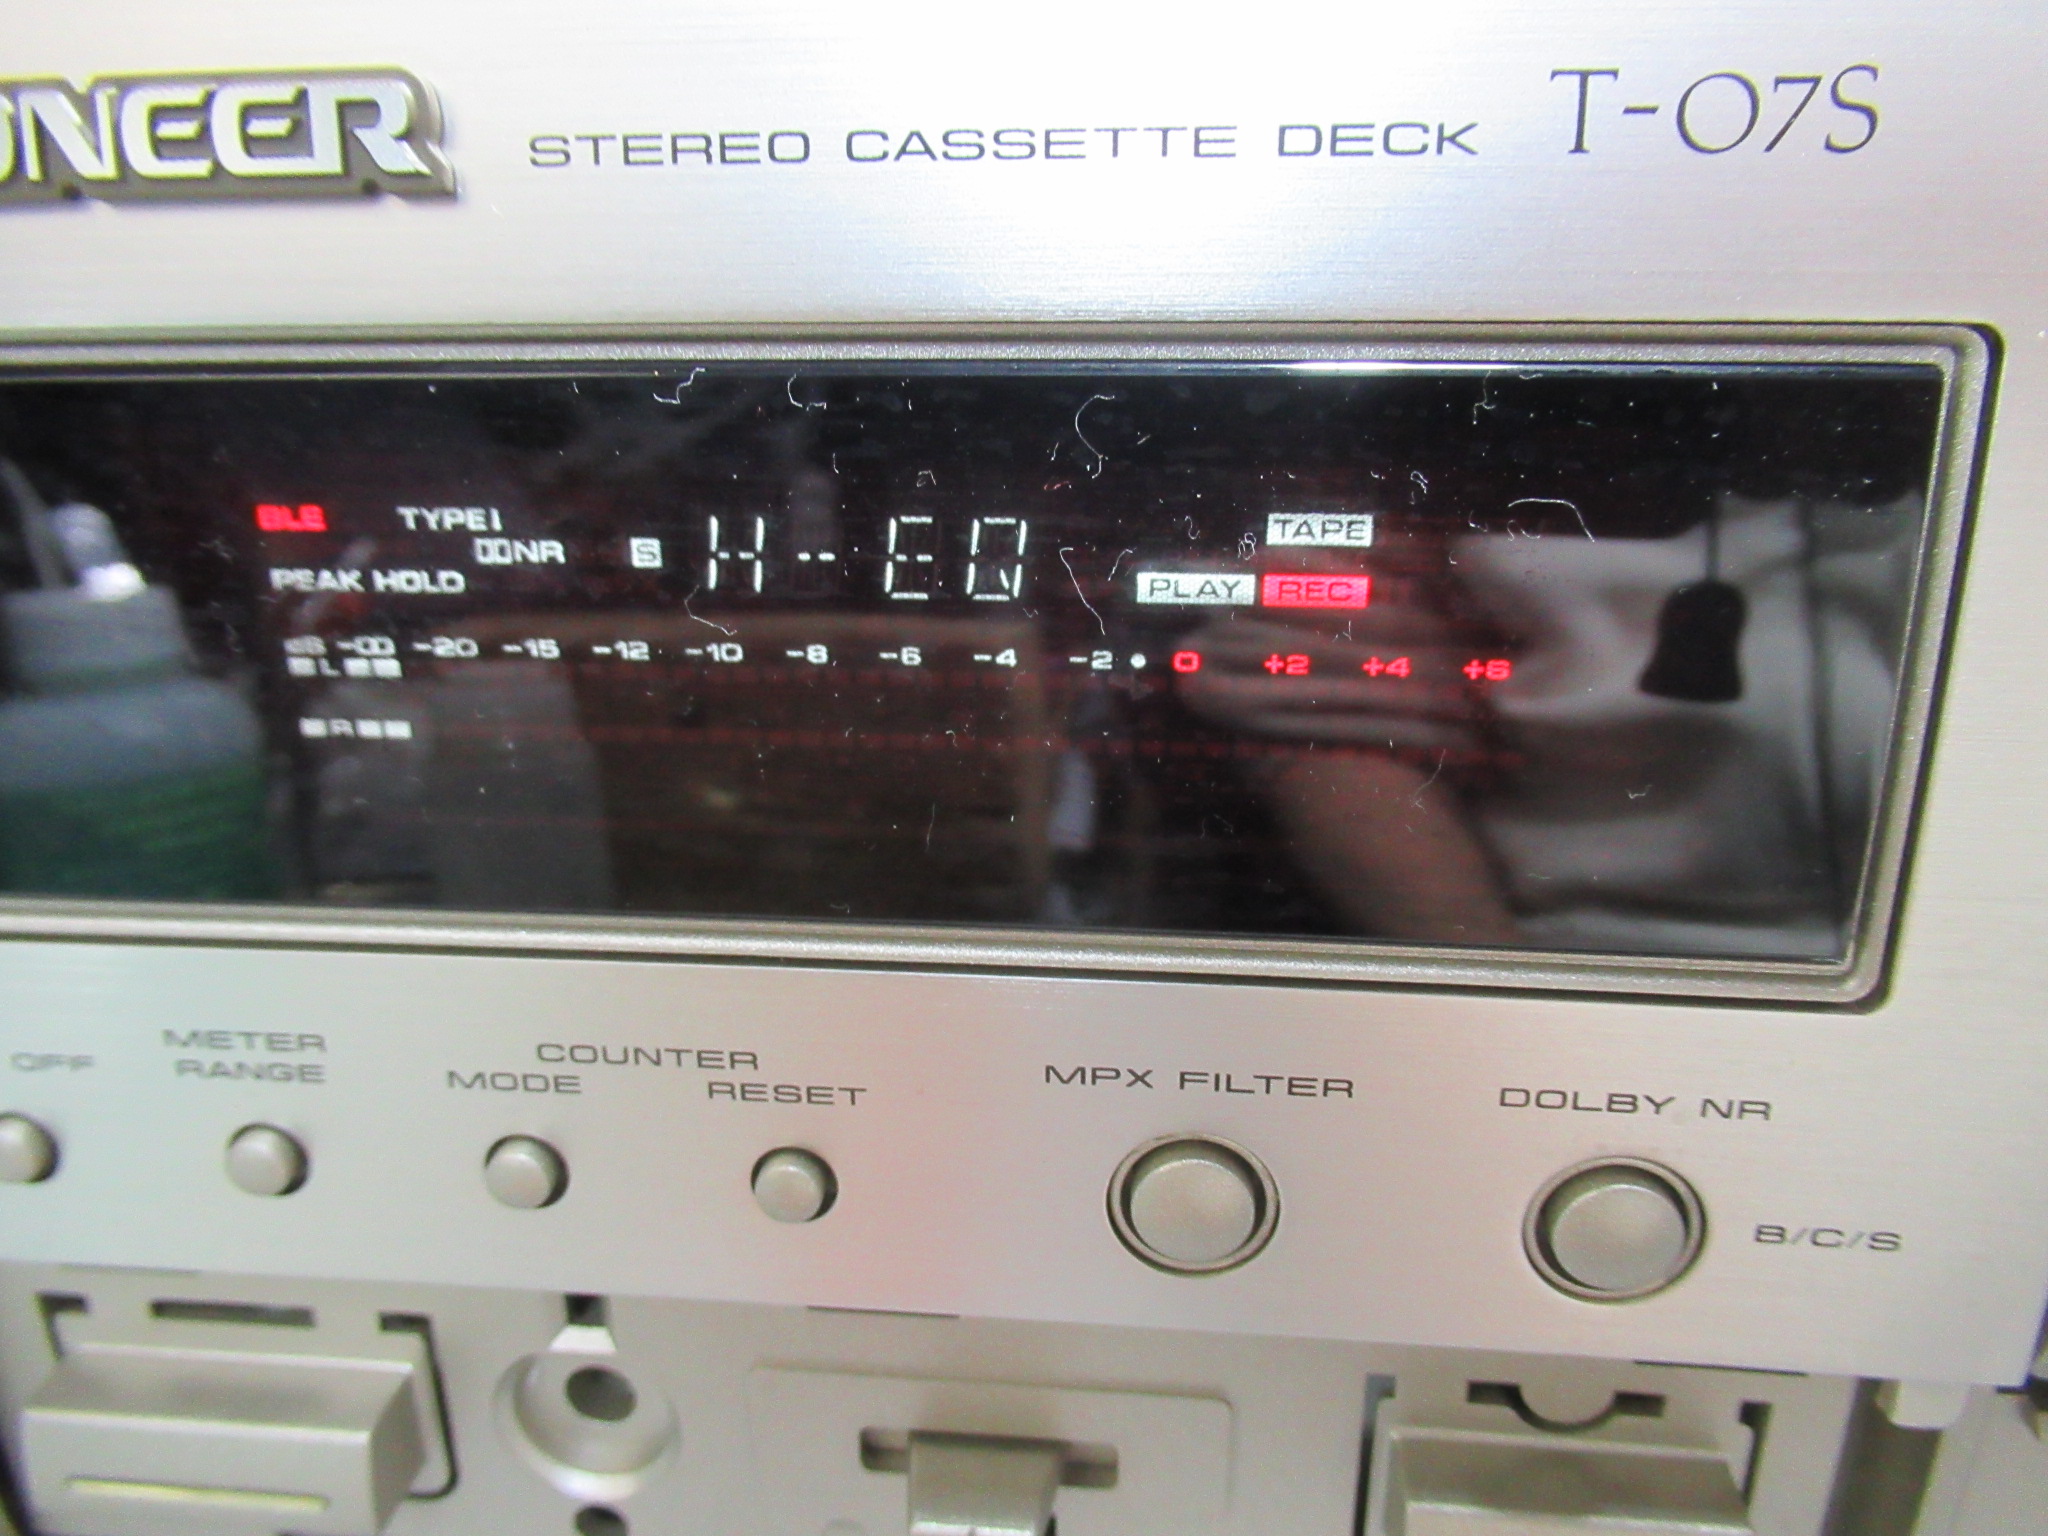 ONEER STEREO CASSETTE DECK T-07S
BLE TYPE I
NR S H-EQ TAPE
PEAK HOLD PLAY REC
dB -∞ -20 -15 -12 -10 -8 -6 -4 -2 0 +2 +4 +6
L
R
OFF METER RANGE COUNTER MODE RESET MPX FILTER DOLBY NR
B/C/S